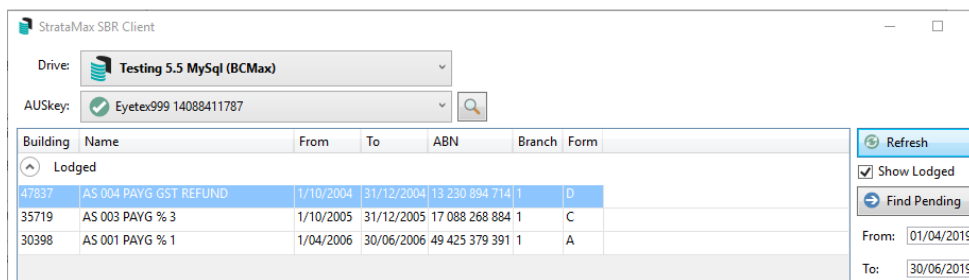 StrataMax SBR Client
Drive: Testing 5.5 MySql (BCMax)
AUSkey: Eyetex999 14088411787
Building Name From To ABN Branch Form
Lodged
47837 AS 004 PAYG GST REFUND 1/10/2004 31/12/2004 13 230 894 714 1 D
35719 AS 003 PAYG % 3 1/10/2005 31/12/2005 17 088 268 884 1 C
30398 AS 001 PAYG % 1 1/04/2006 30/06/2006 49 425 379 391 1 A
Refresh
Show Lodged
Find Pending
From: 01/04/2019
To: 30/06/2019